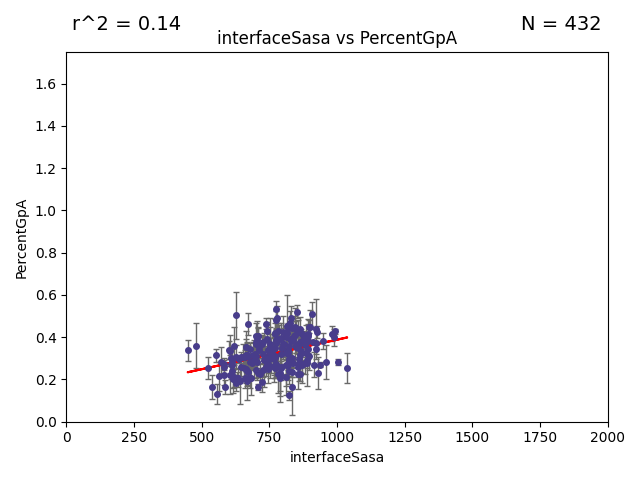 r^2 = 0.14
N = 432
interfaceSasa vs PercentGpA
PercentGpA
1.6
1.4
1.2
1.0
0.8
0.6
0.4
0.2
0.0
0 250 500 750 1000 1250 1500 1750 2000
interfaceSasa